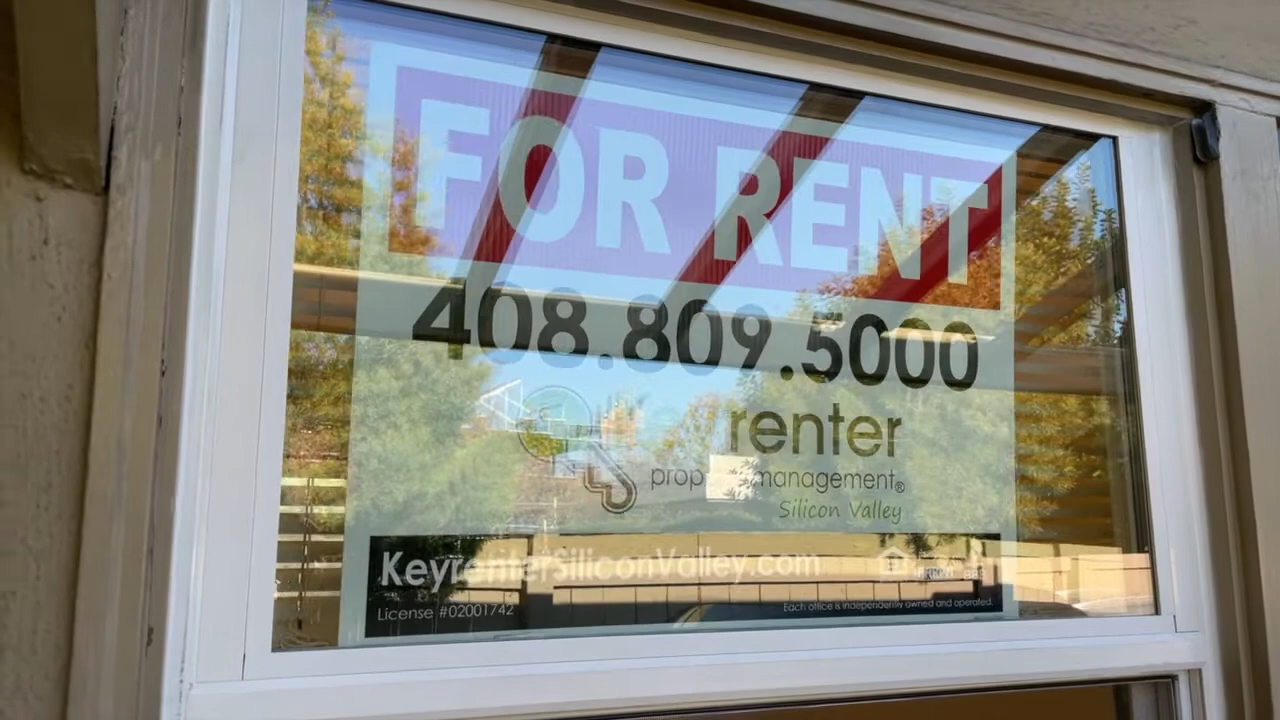 FOR RENT
408.809.5000
renter
prop management®
Silicon Valley
KeyrenterSiliconValley.com
License #02001742
Each office is independently owned and operated.